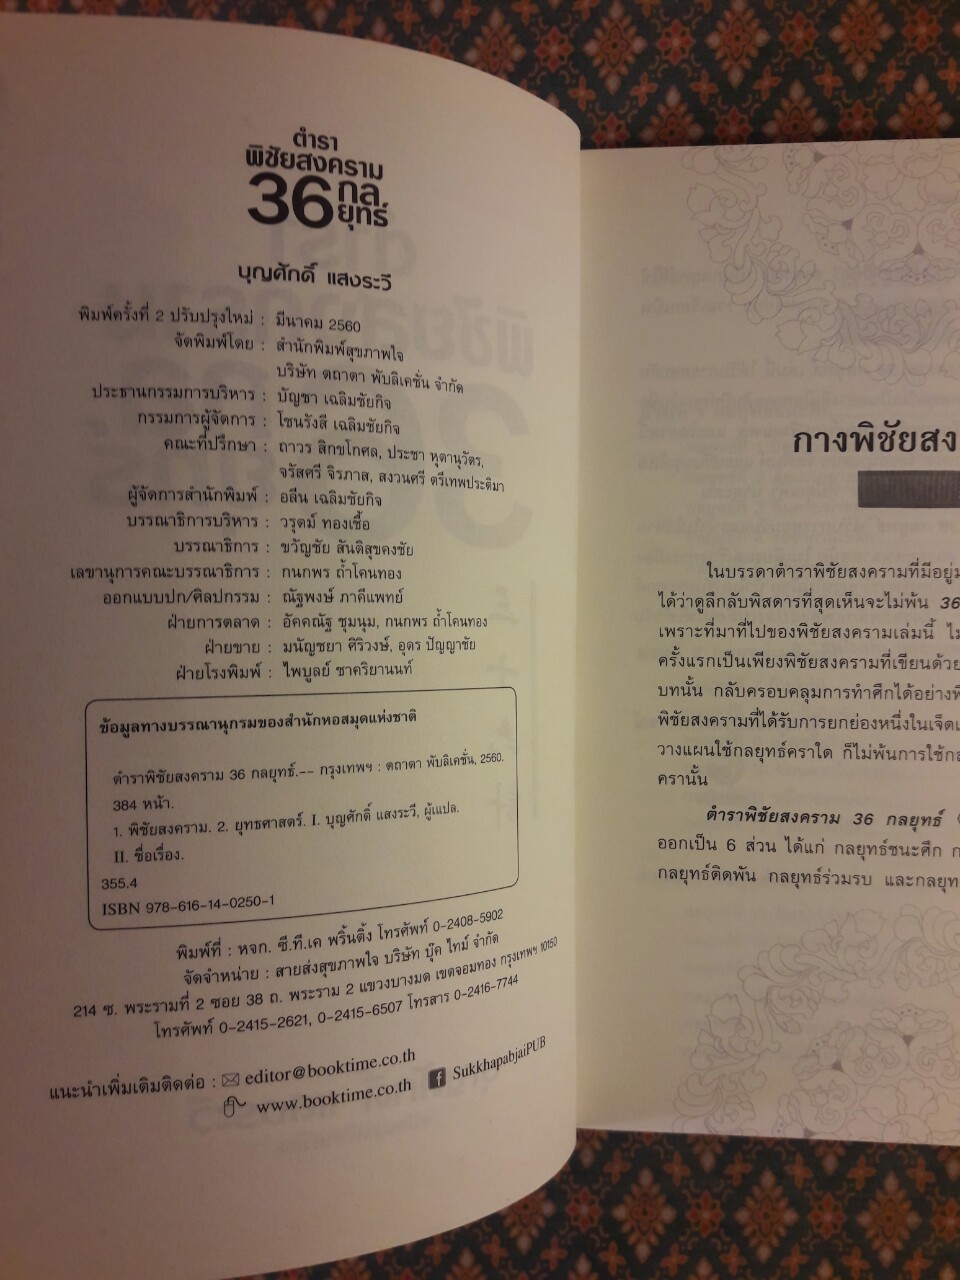 ตำรา
พิชัยสงคราม
36 กลยุทธ์
บุญศักดิ์ แสงระวี
พิมพ์ครั้งที่ 2 ปรับปรุงใหม่ : มีนาคม 2560
จัดพิมพ์โดย : สำนักพิมพ์สุขภาพใจ
บริษัท ตถาตา พับลิเคชั่น จำกัด
ประธานกรรมการบริหาร : บัญชา เฉลิมชัยกิจ
กรรมการผู้จัดการ : โชนรังสี เฉลิมชัยกิจ
คณะที่ปรึกษา : ถาวร สิกขโกศล, ประชา หุตานุวัตร,
จรัสศรี จิรภาส, สงวนศรี ตรีเทพประติมา
ผู้จัดการสำนักพิมพ์ : อลีน เฉลิมชัยกิจ
บรรณาธิการบริหาร : วรุตม์ ทองเชื้อ
บรรณาธิการ : ขวัญชัย สันติสุขคงชัย
เลขานุการคณะบรรณาธิการ : กนกพร ถ้ำโคนทอง
ออกแบบปก/ศิลปกรรม : ณัฐพงษ์ ภาคีแพทย์
ฝ่ายการตลาด : อัคคณัฐ ชุมนุม, กนกพร ถ้ำโคนทอง
ฝ่ายขาย : มนัญชยา ศิริวงษ์, อุดร ปัญญาชัย
ฝ่ายโรงพิมพ์ : ไพบูลย์ ชาคริยานนท์
ข้อมูลทางบรรณานุกรมของสำนักหอสมุดแห่งชาติ
ตำราพิชัยสงคราม 36 กลยุทธ์.-- กรุงเทพฯ : ตถาตา พับลิเคชั่น, 2560.
384 หน้า.
1. พิชัยสงคราม. 2. ยุทธศาสตร์. I. บุญศักดิ์ แสงระวี, ผู้แปล.
II. ชื่อเรื่อง.
355.4
ISBN 978-616-14-0250-1
พิมพ์ที่ : หจก. ซี.ที.เค พริ้นติ้ง โทรศัพท์ 0-2408-5902
จัดจำหน่าย : สายส่งสุขภาพใจ บริษัท บุ๊ค ไทม์ จำกัด
214 ซ. พระรามที่ 2 ซอย 38 ถ. พระราม 2 แขวงบางมด เขตจอมทอง กรุงเทพฯ 10150
โทรศัพท์ 0-2415-2621, 0-2415-6507 โทรสาร 0-2416-7744
แนะนำเพิ่มเติมติดต่อ : editor@booktime.co.th
www.booktime.co.th SukkhapabjaiPUB
กางพิชัยสง
ในบรรดาตำราพิชัยสงครามที่มีอยู่
ได้ว่าดูลึกลับพิสดารที่สุดเห็นจะไม่พ้น 36
เพราะที่มาที่ไปของพิชัยสงครามเล่มนี้
ครั้งแรกเป็นเพียงพิชัยสงครามที่เขียนด้วย
บทนั้น กลับครอบคลุมการทำศึกได้อย่าง
พิชัยสงครามที่ได้รับการยกย่องหนึ่งในเจ็ด
วางแผนใช้กลยุทธ์คราใด ก็ไม่พ้นการใช้กล
ครานั้น
ตำราพิชัยสงคราม 36 กลยุทธ์
ออกเป็น 6 ส่วน ได้แก่ กลยุทธ์ชนะศึก
กลยุทธ์ติดพัน กลยุทธ์ร่วมรบ และกลยุท